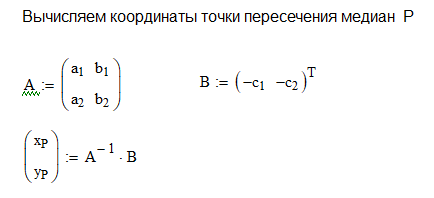 Вычисляем координаты точки пересечения медиан P
A := (a1 b1
a2 b2)
B := (−c1 −c2)^T
(xP
yP) := A^−1 · B